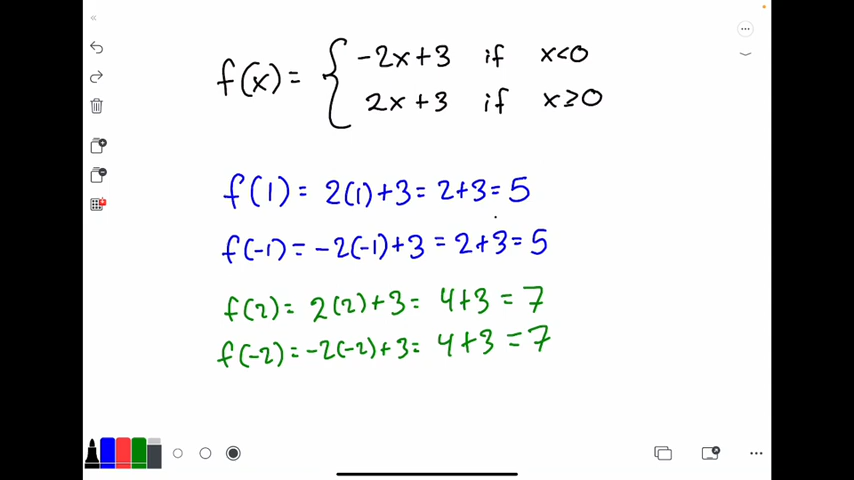 f(x) = { -2x+3 if x<0
2x+3 if x≥0
f(1) = 2(1)+3 = 2+3 = 5
f(-1) = -2(-1)+3 = 2+3 = 5
f(2) = 2(2)+3 = 4+3 = 7
f(-2) = -2(-2)+3 = 4+3 = 7